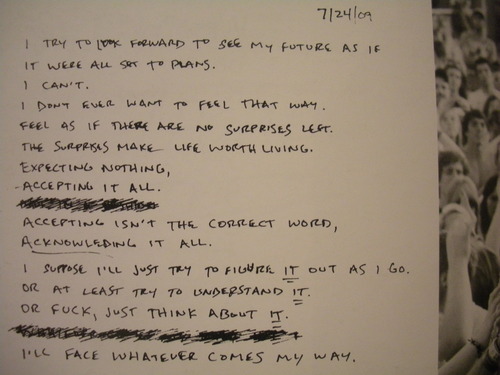 7/24/09
I TRY TO LOOK FORWARD TO SEE MY FUTURE AS IF
IT WERE ALL SET TO PLANS.
I CAN'T.
I DON'T EVER WANT TO FEEL THAT WAY.
FEEL AS IF THERE ARE NO SURPRISES LEFT.
THE SURPRISES MAKE LIFE WORTH LIVING.
EXPECTING NOTHING,
-ACCEPTING IT ALL.
ACCEPTING ISN'T THE CORRECT WORD,
ACKNOWLEDING IT ALL.
I SUPPOSE I'LL JUST TRY TO FIGURE IT OUT AS I GO.
OR AT LEAST TRY TO UNDERSTAND IT.
OR FUCK, JUST THINK ABOUT IT.
I'LL FACE WHATEVER COMES MY WAY.